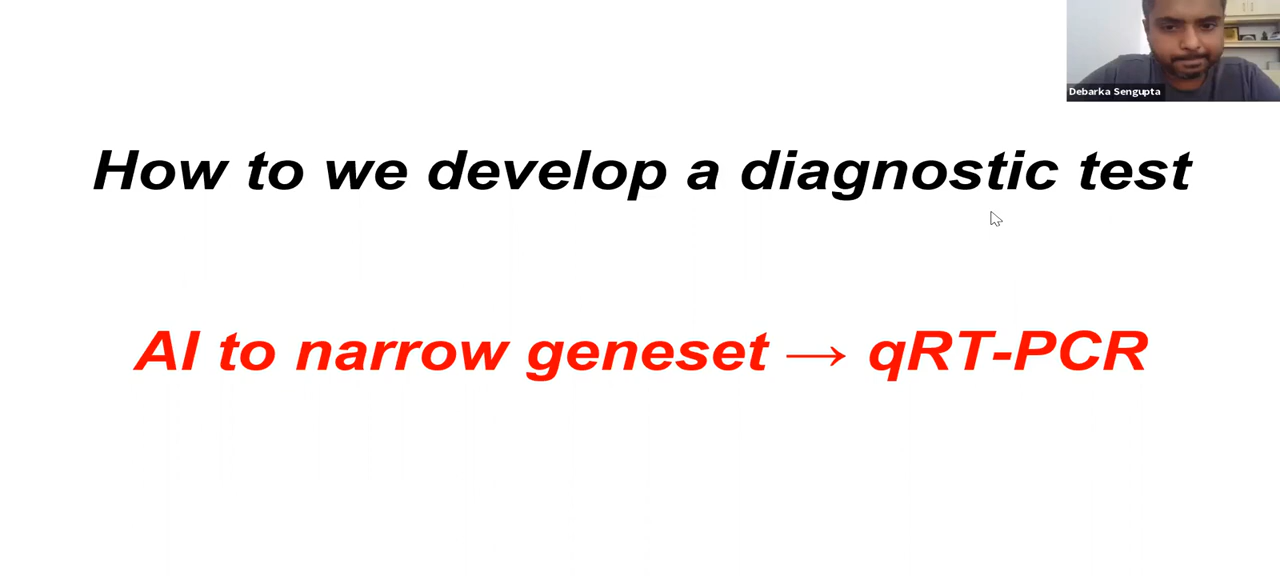 Debarka Sengupta
How to we develop a diagnostic test
AI to narrow geneset → qRT-PCR